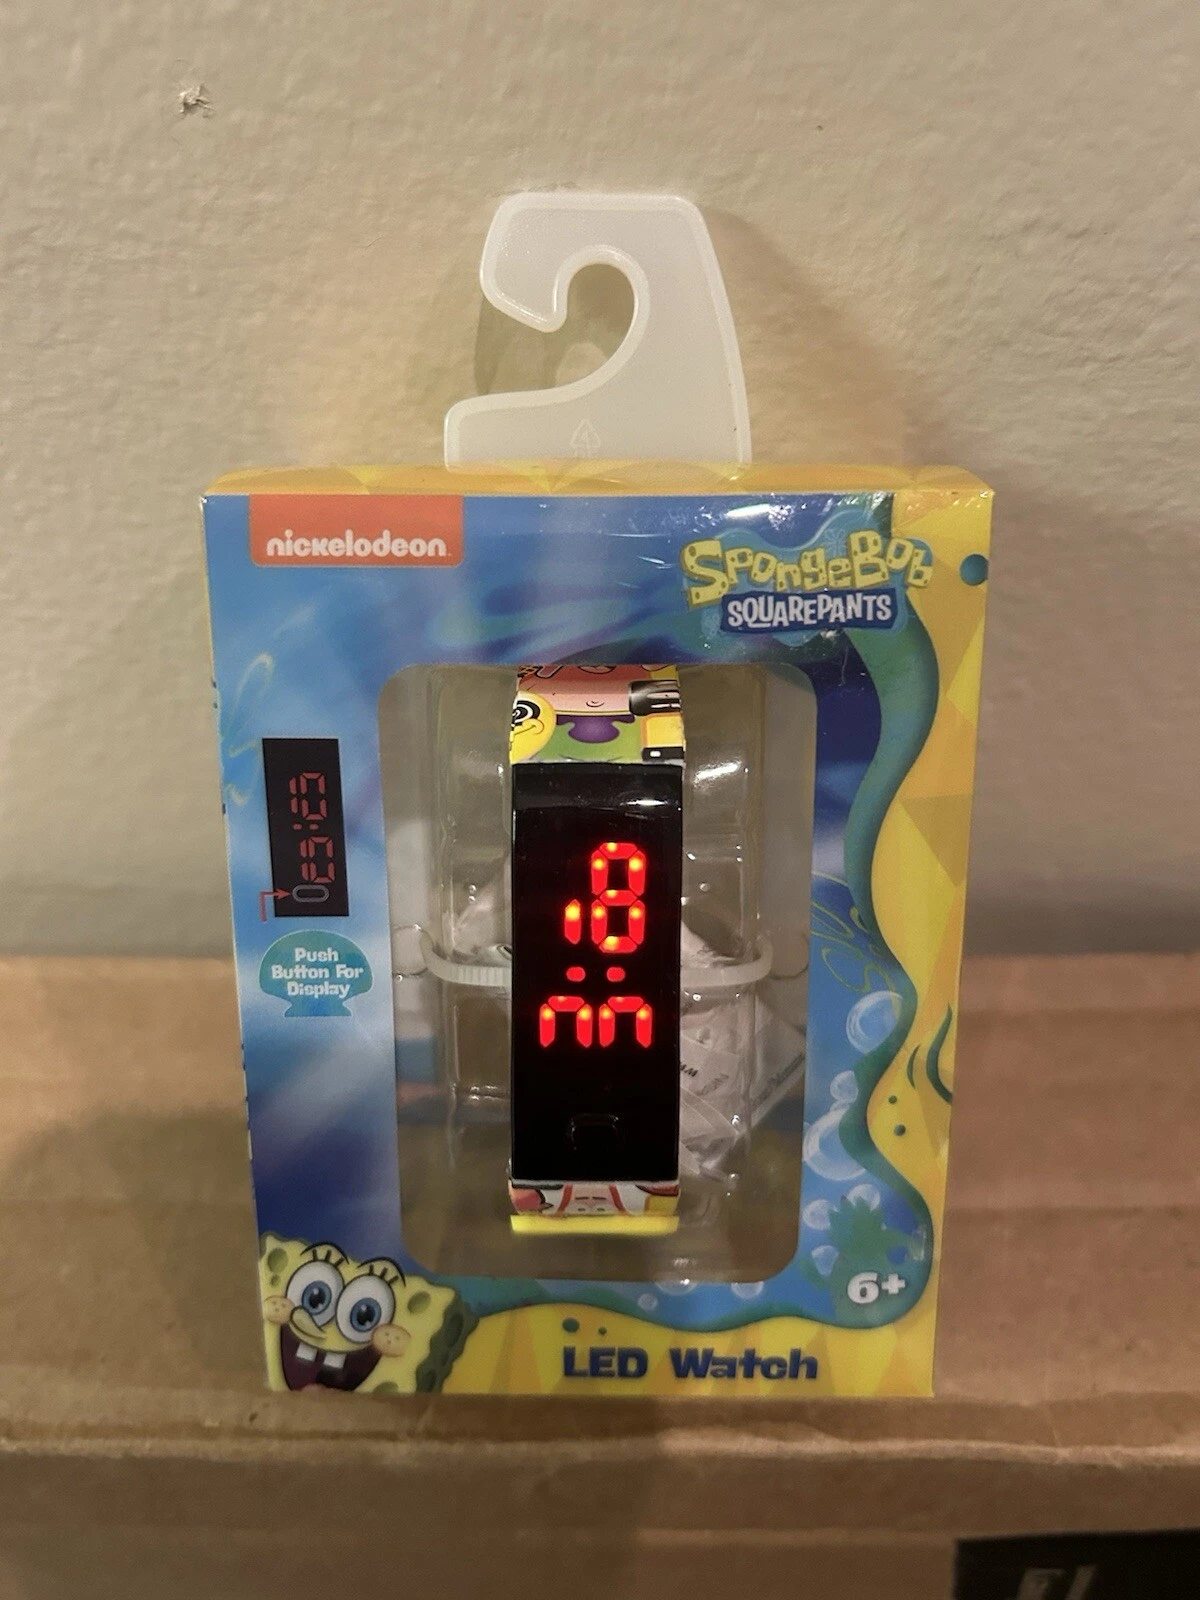 nickelodeon
SpongeBob
SQUAREPANTS
Push
Button For
Display
6+
LED Watch